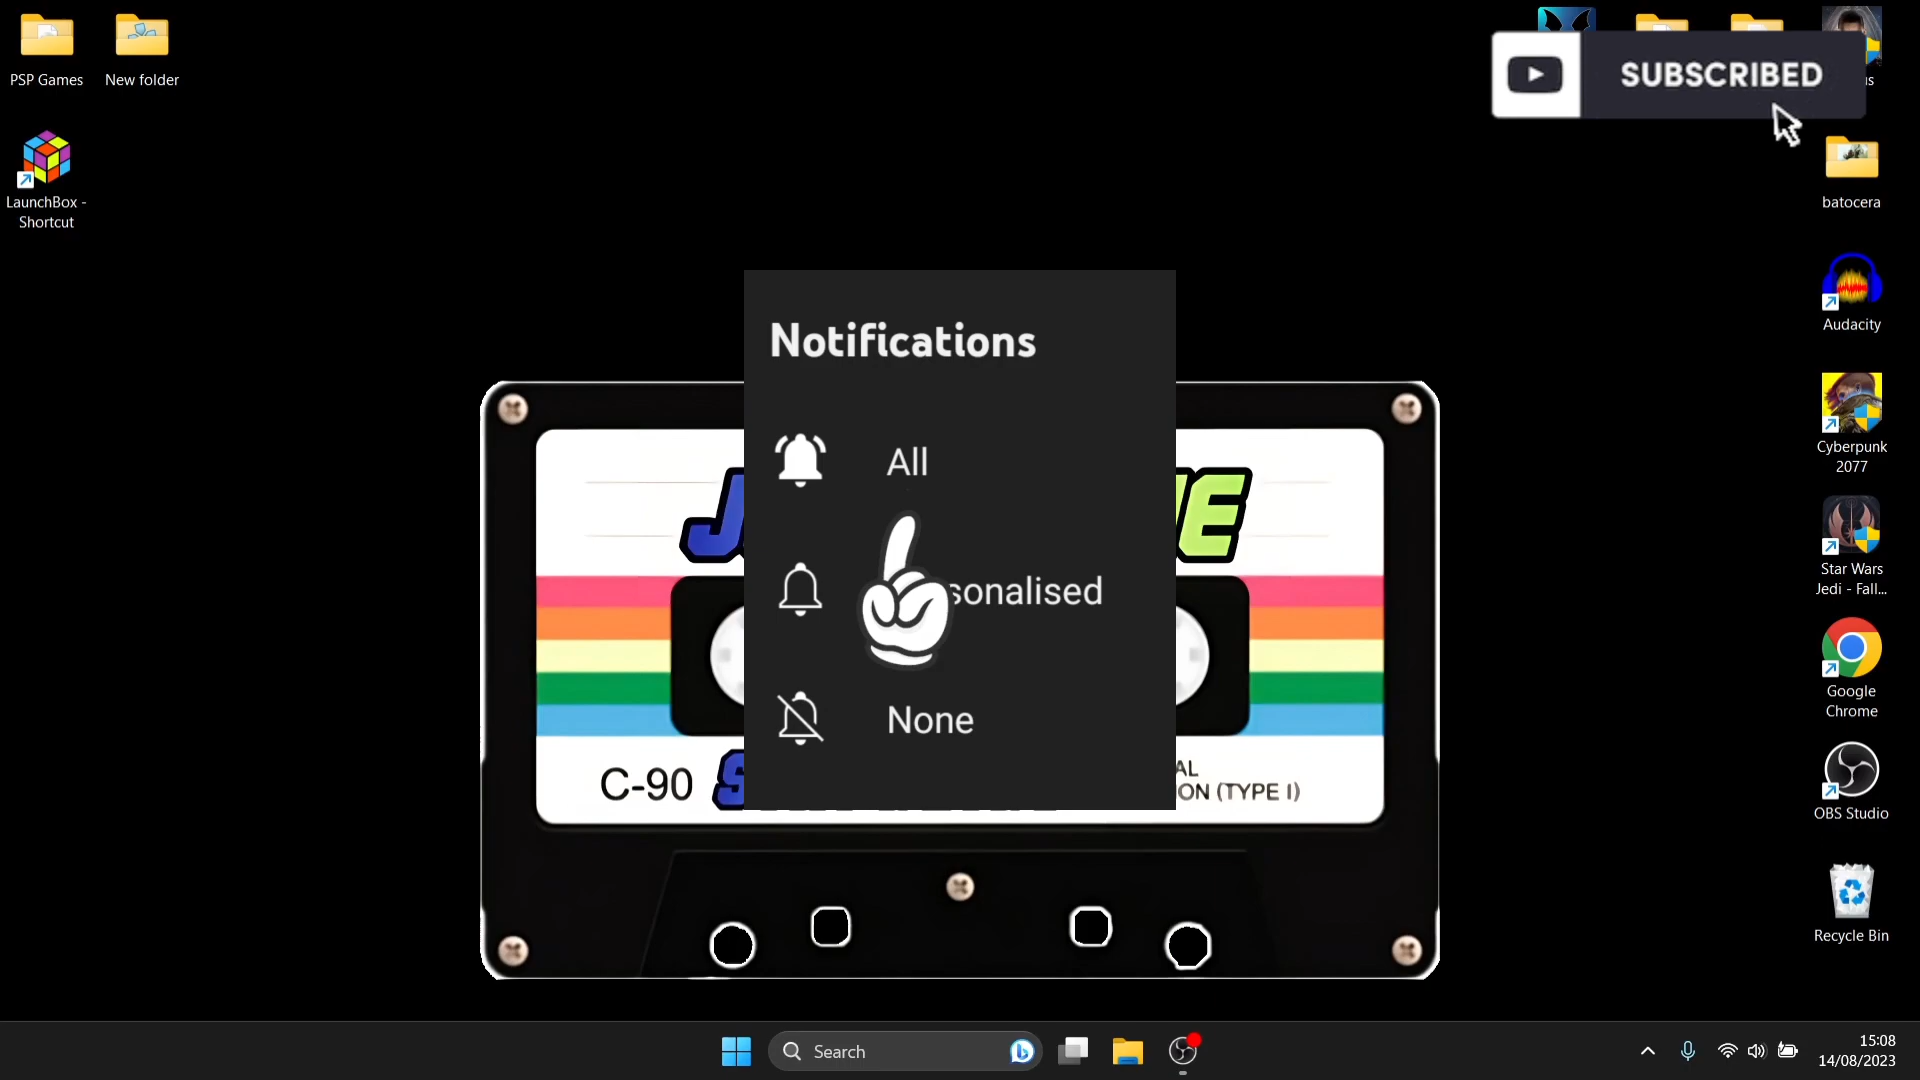 PSP Games
New folder
LaunchBox -
Shortcut
SUBSCRIBED
batocera
Audacity
Cyberpunk
2077
Star Wars
Jedi - Fall...
Google
Chrome
OBS Studio
Recycle Bin
Notifications
All
sonalised
None
J
E
C-90
S
AL
ON (TYPE I)
Search
15:08
14/08/2023